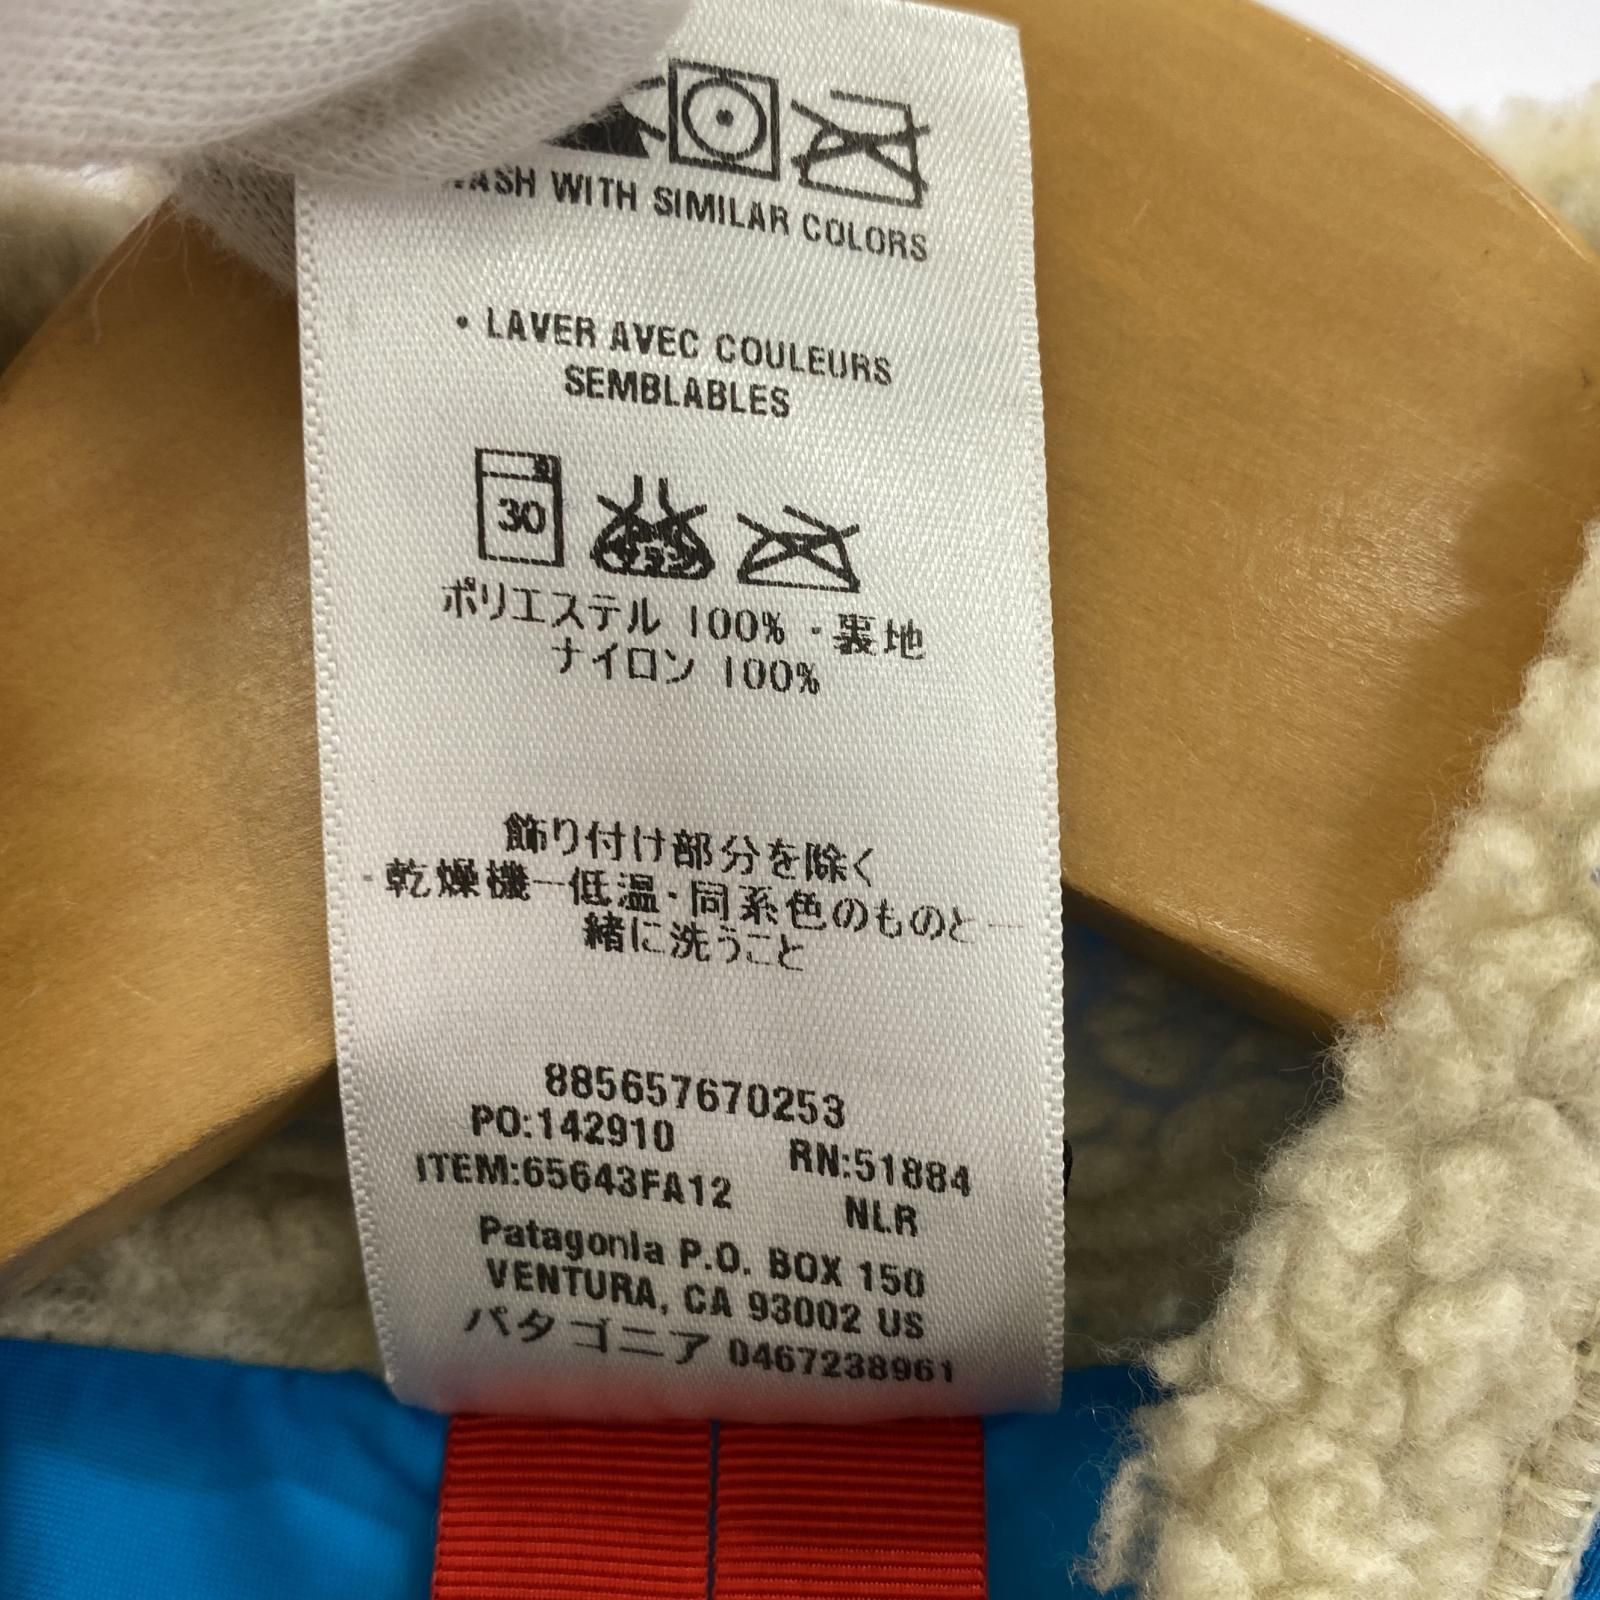 WASH WITH SIMILAR COLORS
• LAVER AVEC COULEURS
SEMBLABLES
30
ポリエステル 100% ・裏地
ナイロン 100%
飾り付け部分を除く
・乾燥機一低温・同系色のものと一
緒に洗うこと
885657670253
PO:142910 RN:51884
ITEM:65643FA12 NLR
Patagonia P.O. BOX 150
VENTURA, CA 93002 US
パタゴニア 0467238961